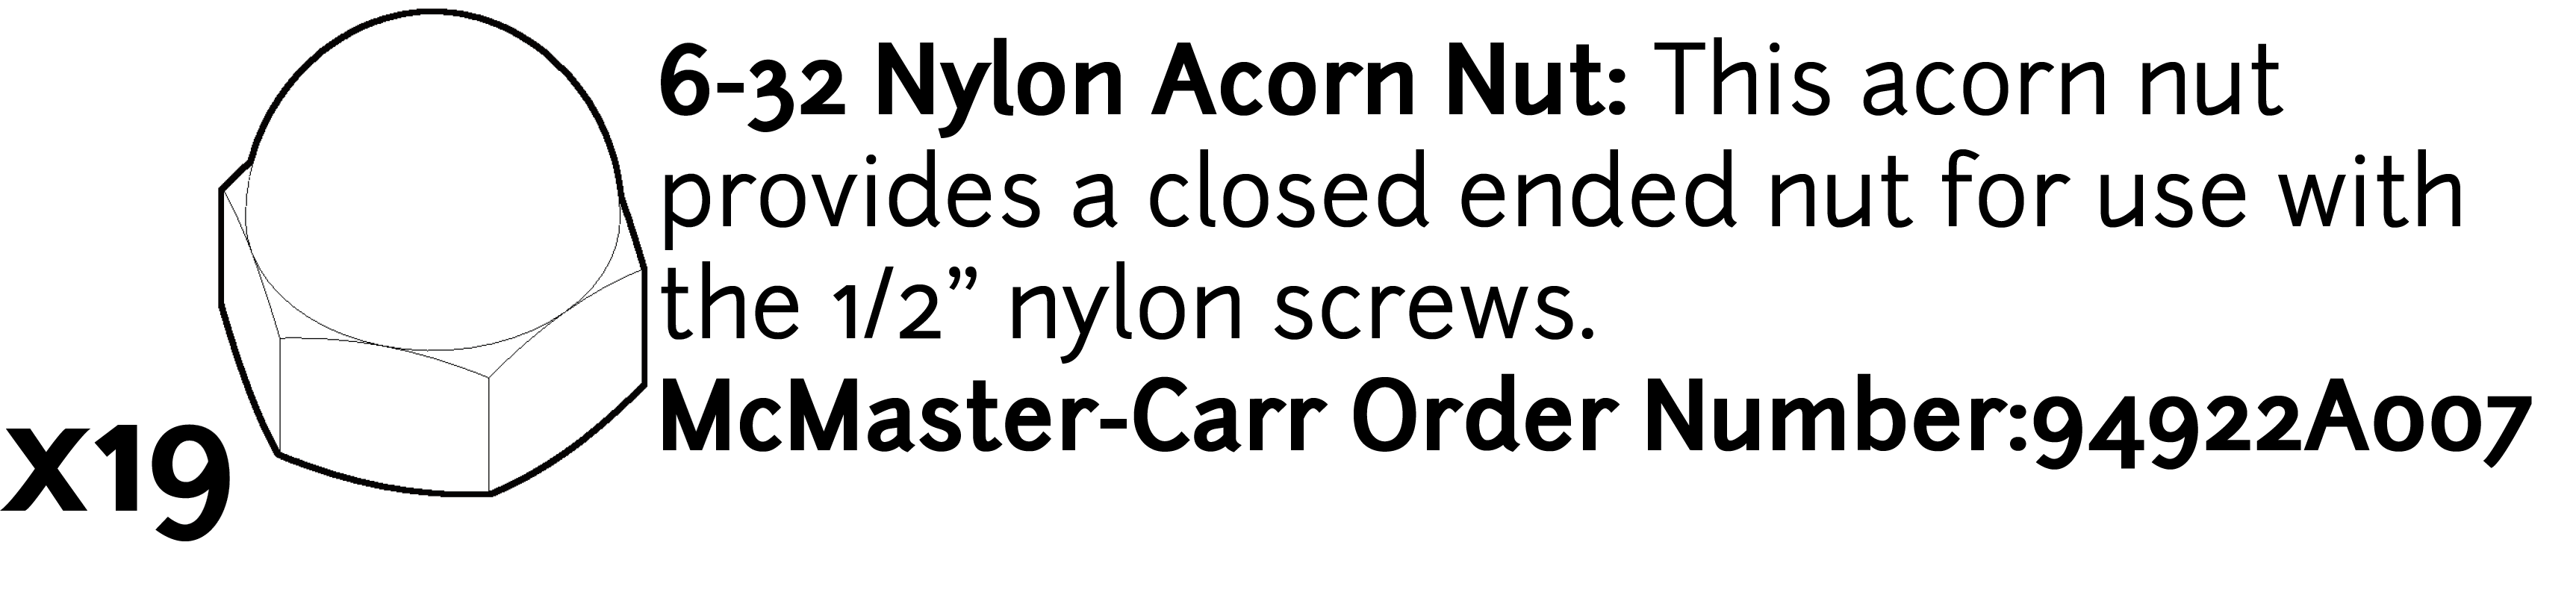 6-32 Nylon Acorn Nut: This acorn nut
provides a closed ended nut for use with
the 1/2” nylon screws.
McMaster-Carr Order Number:94922A007
x19